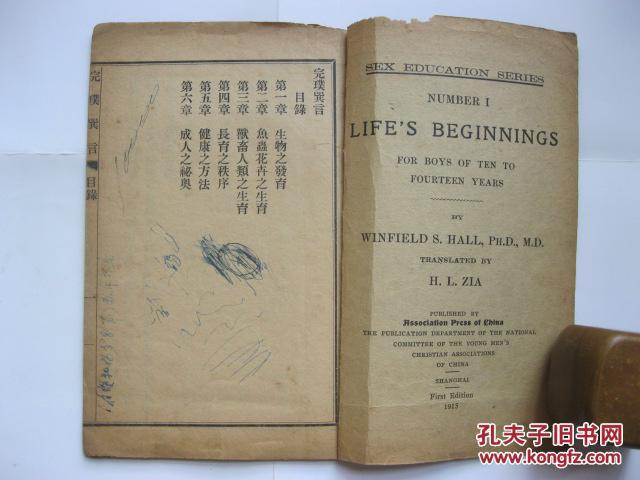 完璞巽言
目錄
第一章 生物之發育
第二章 魚蟲花卉之生育
第三章 獸畜人類之生育
第四章 長育之秩序
第五章 健康之方法
第六章 成人之祕奥
完璞巽言 目錄
SEX EDUCATION SERIES
NUMBER I
LIFE'S BEGINNINGS
FOR BOYS OF TEN TO
FOURTEEN YEARS
BY
WINFIELD S. HALL, PH.D., M.D.
TRANSLATED BY
H. L. ZIA
PUBLISHED BY
Association Press of China
THE PUBLICATION DEPARTMENT OF THE NATIONAL
COMMITTEE OF THE YOUNG MEN'S
CHRISTIAN ASSOCIATIONS
OF CHINA
SHANGHAI
First Edition
1915
孔夫子旧书网
www.kongfz.com